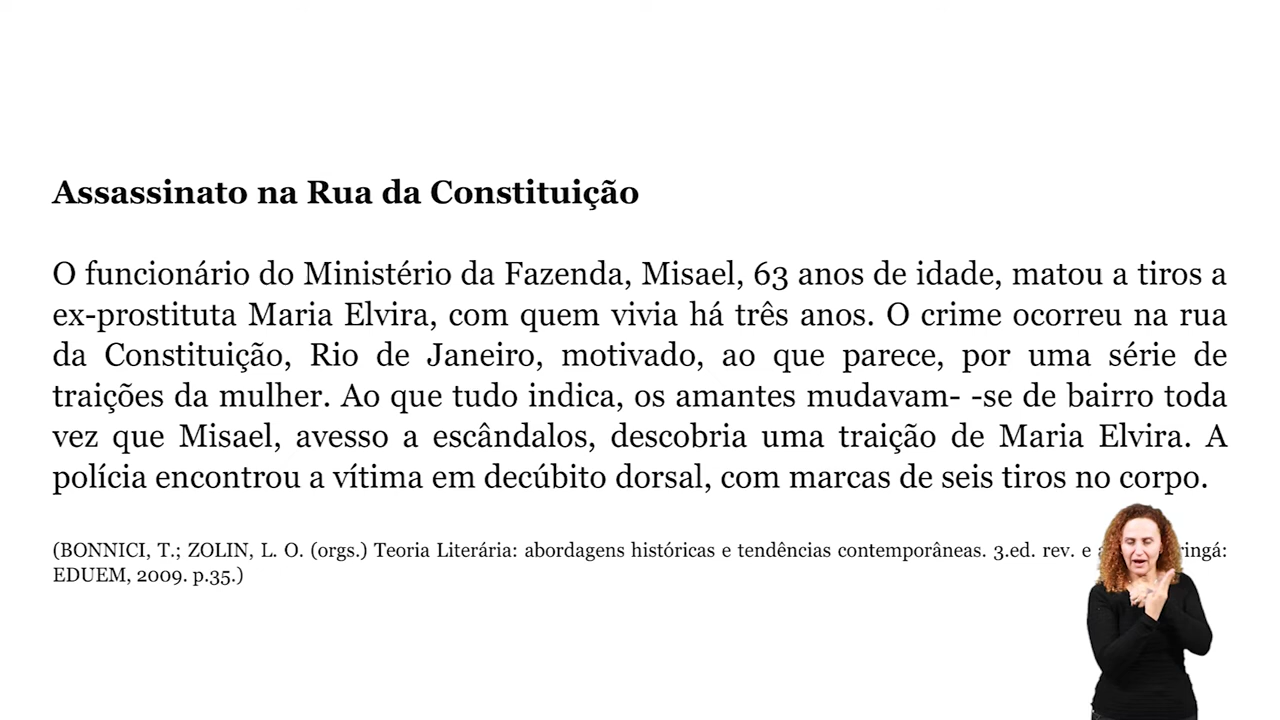 Assassinato na Rua da Constituição
O funcionário do Ministério da Fazenda, Misael, 63 anos de idade, matou a tiros a
ex-prostituta Maria Elvira, com quem vivia há três anos. O crime ocorreu na rua
da Constituição, Rio de Janeiro, motivado, ao que parece, por uma série de
traições da mulher. Ao que tudo indica, os amantes mudavam- -se de bairro toda
vez que Misael, avesso a escândalos, descobria uma traição de Maria Elvira. A
polícia encontrou a vítima em decúbito dorsal, com marcas de seis tiros no corpo.
(BONNICI, T.; ZOLIN, L. O. (orgs.) Teoria Literária: abordagens históricas e tendências contemporâneas. 3.ed. rev. e
EDUEM, 2009. p.35.)